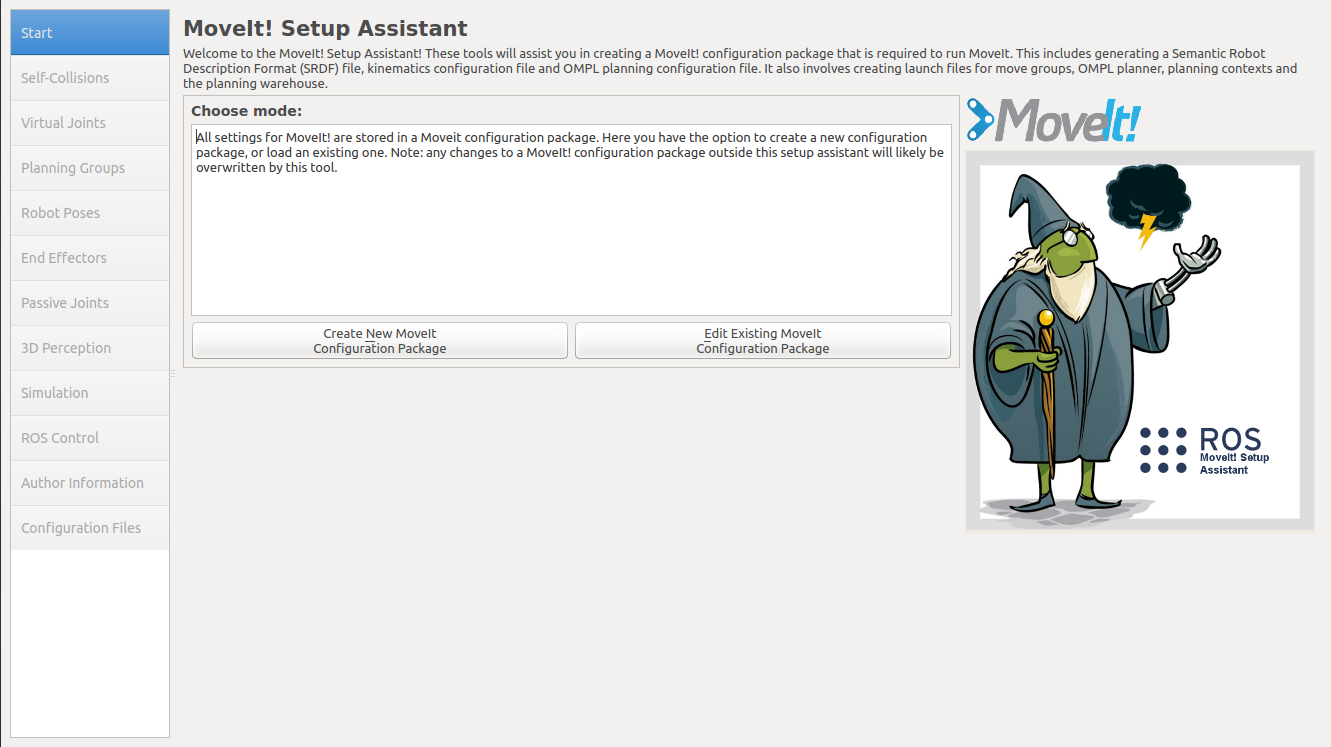 Start
Self-Collisions
Virtual Joints
Planning Groups
Robot Poses
End Effectors
Passive Joints
3D Perception
Simulation
ROS Control
Author Information
Configuration Files
MoveIt! Setup Assistant
Welcome to the MoveIt! Setup Assistant! These tools will assist you in creating a MoveIt! configuration package that is required to run MoveIt. This includes generating a Semantic Robot
Description Format (SRDF) file, kinematics configuration file and OMPL planning configuration file. It also involves creating launch files for move groups, OMPL planner, planning contexts and
the planning warehouse.
Choose mode:
All settings for MoveIt! are stored in a Moveit configuration package. Here you have the option to create a new configuration
package, or load an existing one. Note: any changes to a MoveIt! configuration package outside this setup assistant will likely be
overwritten by this tool.
Create New MoveIt
Configuration Package
Edit Existing MoveIt
Configuration Package
MoveIt!
ROS
MoveIt! Setup
Assistant